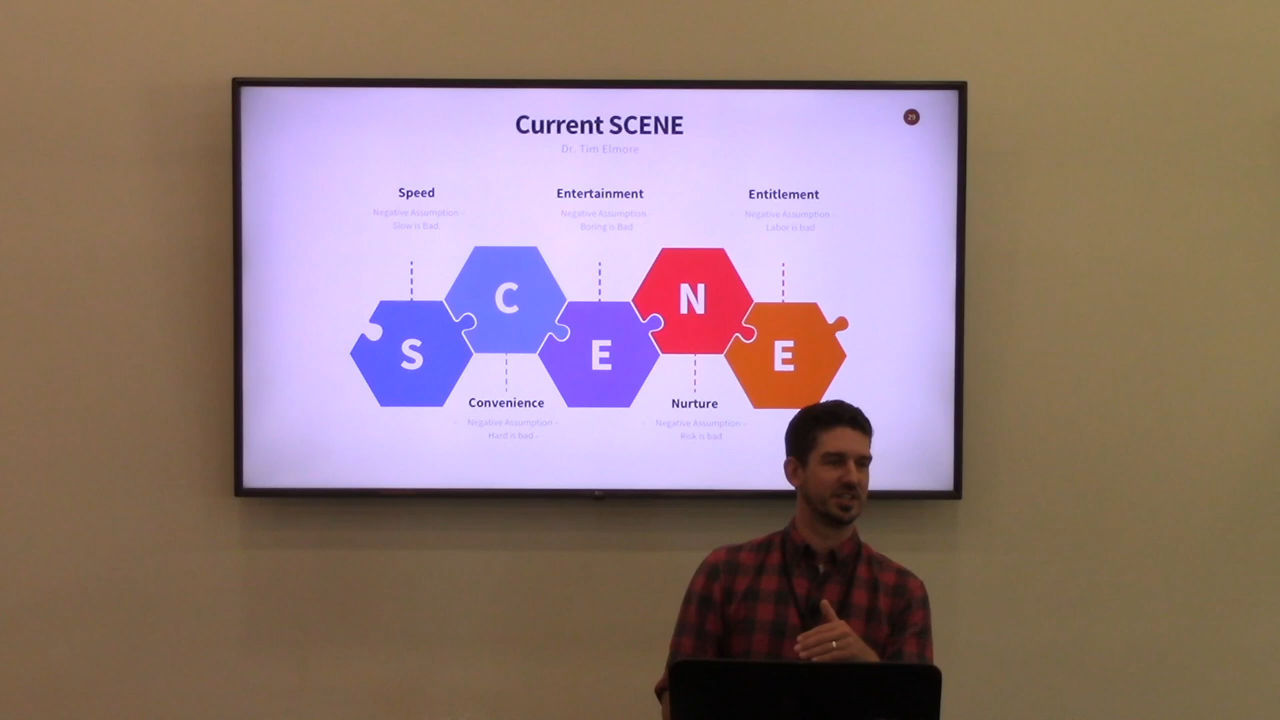 Current SCENE
29
Dr. Tim Elmore
Speed
- Negative Assumption -
Slow is Bad
Entertainment
Negative Assumption
Boring is Bad
Entitlement
Negative Assumption -
Labor is bad
S
C
E
N
E
Convenience
- Negative Assumption -
Hard is bad -
Nurture
- Negative Assumption -
Risk is bad